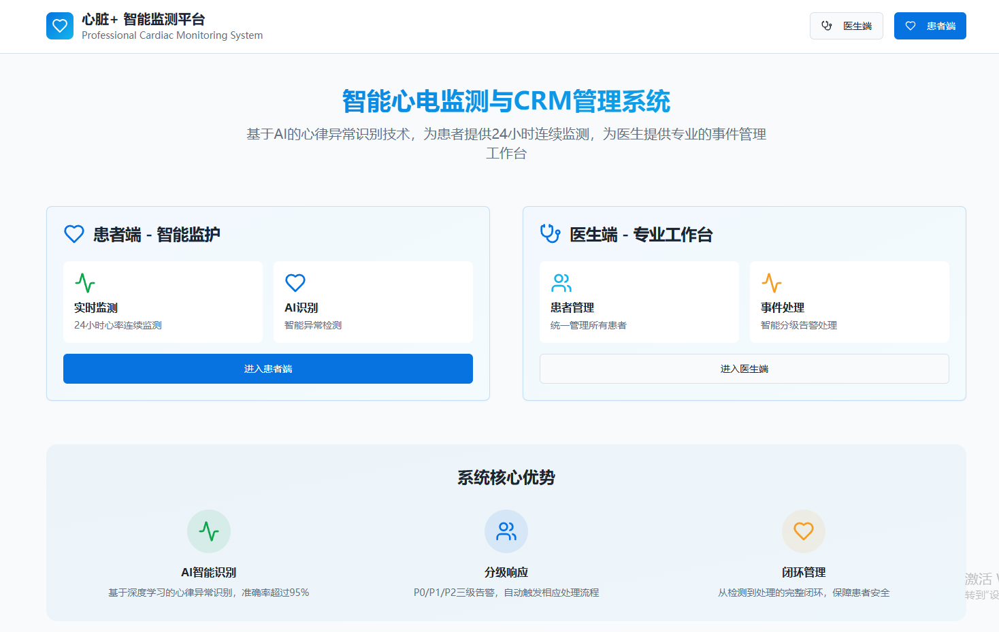 心脏+ 智能监测平台
Professional Cardiac Monitoring System
医生端
患者端
智能心电监测与CRM管理系统
基于AI的心律异常识别技术，为患者提供24小时连续监测，为医生提供专业的事件管理
工作台
患者端 - 智能监护
实时监测
24小时心率连续监测
AI识别
智能异常检测
进入患者端
医生端 - 专业工作台
患者管理
统一管理所有患者
事件处理
智能分级告警处理
进入医生端
系统核心优势
AI智能识别
基于深度学习的心律异常识别，准确率超过95%
分级响应
P0/P1/P2三级告警，自动触发相应处理流程
闭环管理
从检测到处理的完整闭环，保障患者安全
激活
转到"设